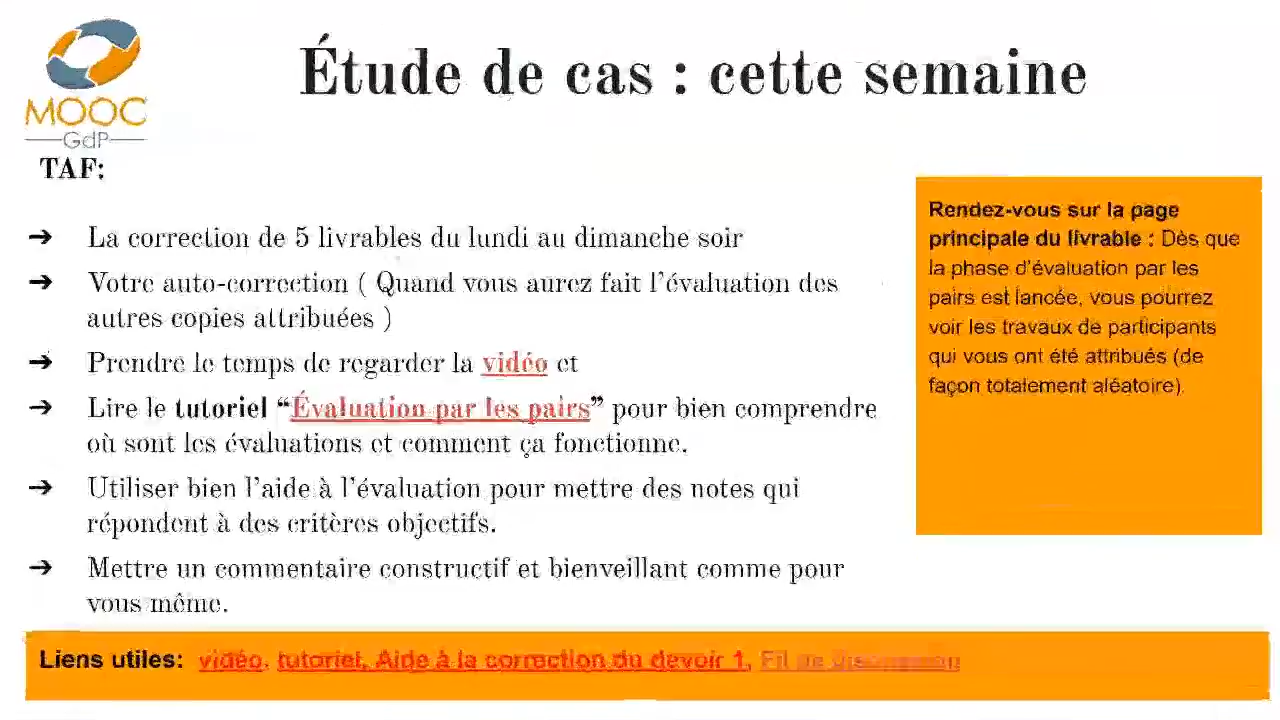 MOOC
GdP
Étude de cas : cette semaine
TAF:
➔ La correction de 5 livrables du lundi au dimanche soir
➔ Votre auto-correction ( Quand vous aurez fait l'évaluation des
autres copies attribuées )
➔ Prendre le temps de regarder la vidéo et
➔ Lire le tutoriel “Évaluation par les pairs” pour bien comprendre
où sont les évaluations et comment ça fonctionne.
➔ Utiliser bien l'aide à l'évaluation pour mettre des notes qui
répondent à des critères objectifs.
➔ Mettre un commentaire constructif et bienveillant comme pour
vous même.
Rendez-vous sur la page
principale du livrable : Dès que
la phase d'évaluation par les
pairs est lancée, vous pourrez
voir les travaux de participants
qui vous ont été attribués (de
façon totalement aléatoire).
Liens utiles: vidéo, tutoriel, Aide à la correction du devoir 1, Fil de discussion